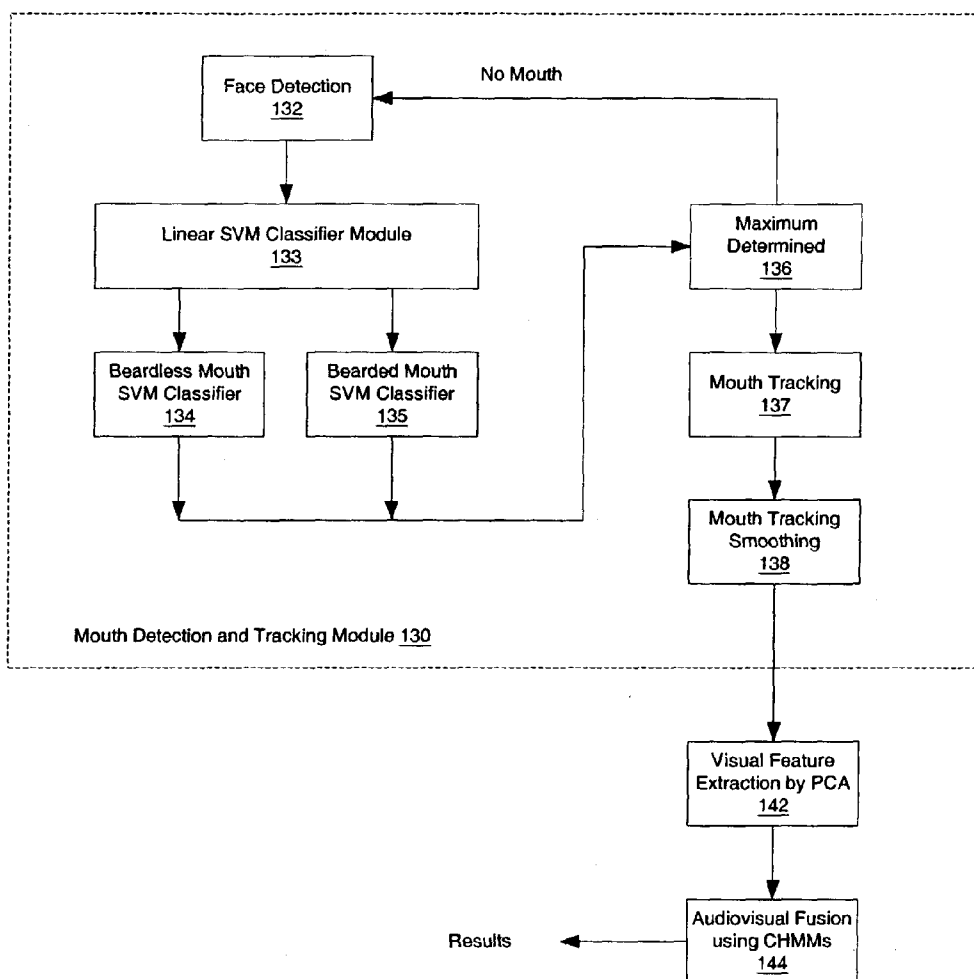 No Mouth
Face Detection
132
Linear SVM Classifier Module
133
Maximum
Determined
136
Beardless Mouth
SVM Classifier
134
Bearded Mouth
SVM Classifier
135
Mouth Tracking
137
Mouth Tracking
Smoothing
138
Mouth Detection and Tracking Module 130
Visual Feature
Extraction by PCA
142
Audiovisual Fusion
using CHMMs
144
Results